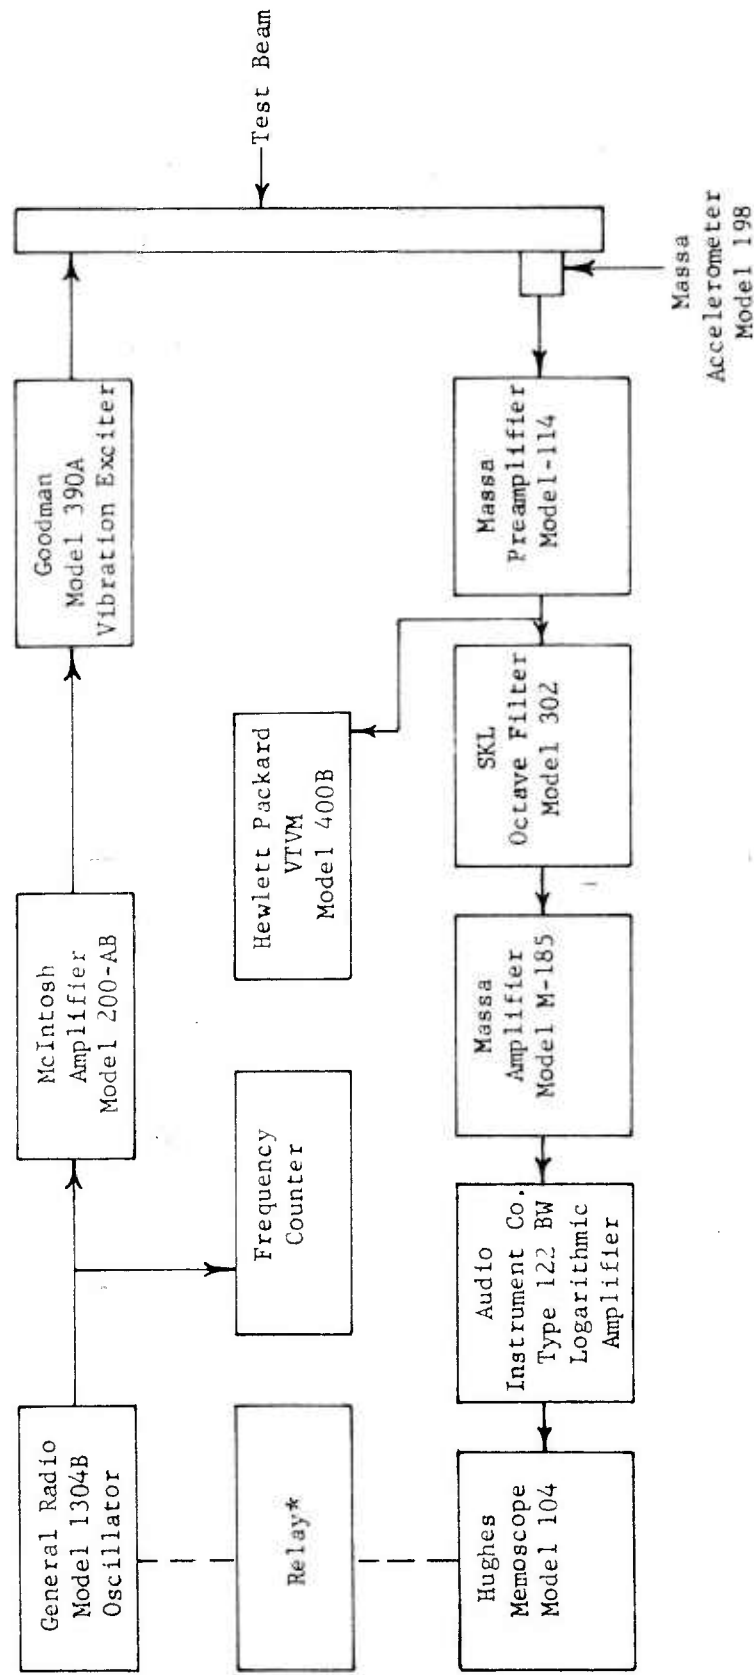 General Radio
Model 1304B
Oscillator
McIntosh
Amplifier
Model 200-AB
Goodman
Model 390A
Vibration Exciter
Test Beam
Relay*
Frequency
Counter
Hewlett Packard
VTVM
Model 400B
Hughes
Memoscope
Model 104
Audio
Instrument Co.
Type 122 BW
Logarithmic
Amplifier
Massa
Amplifier
Model M-185
SKL
Octave Filter
Model 302
Massa
Preamplifier
Model-114
Massa
Accelerometer
Model 198